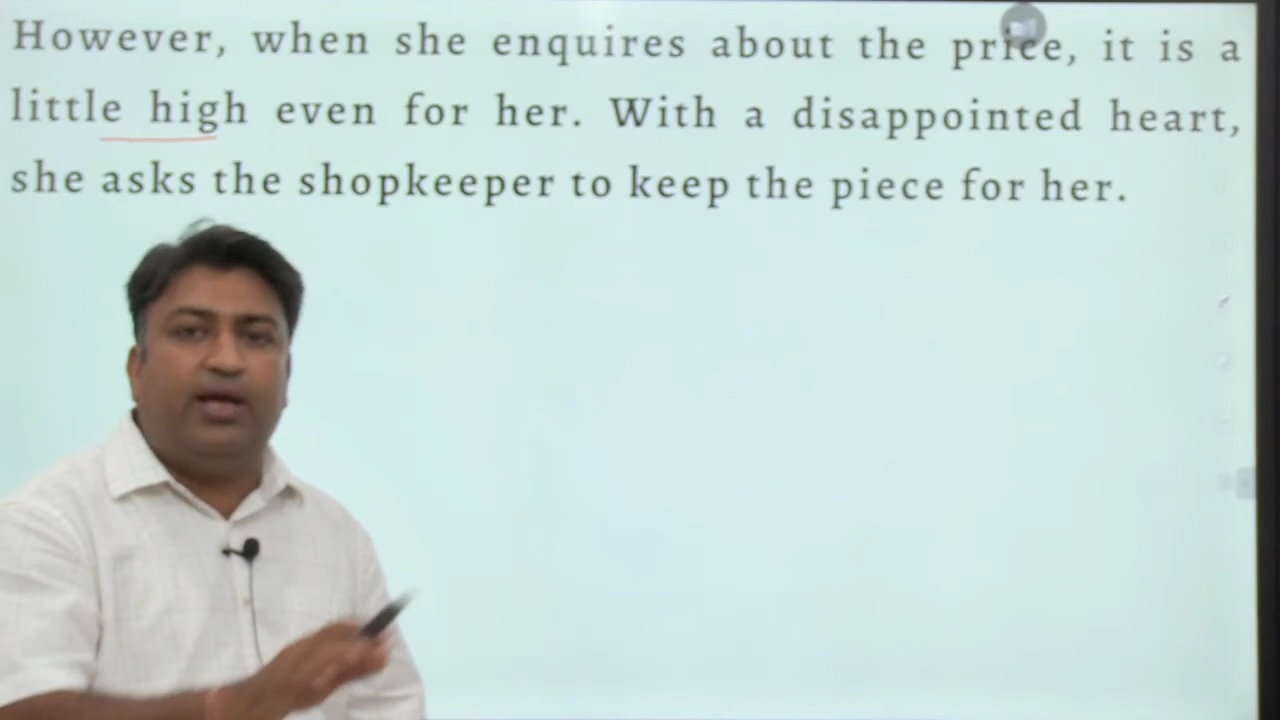 However, when she enquires about the price, it is a
little high even for her. With a disappointed heart,
she asks the shopkeeper to keep the piece for her.